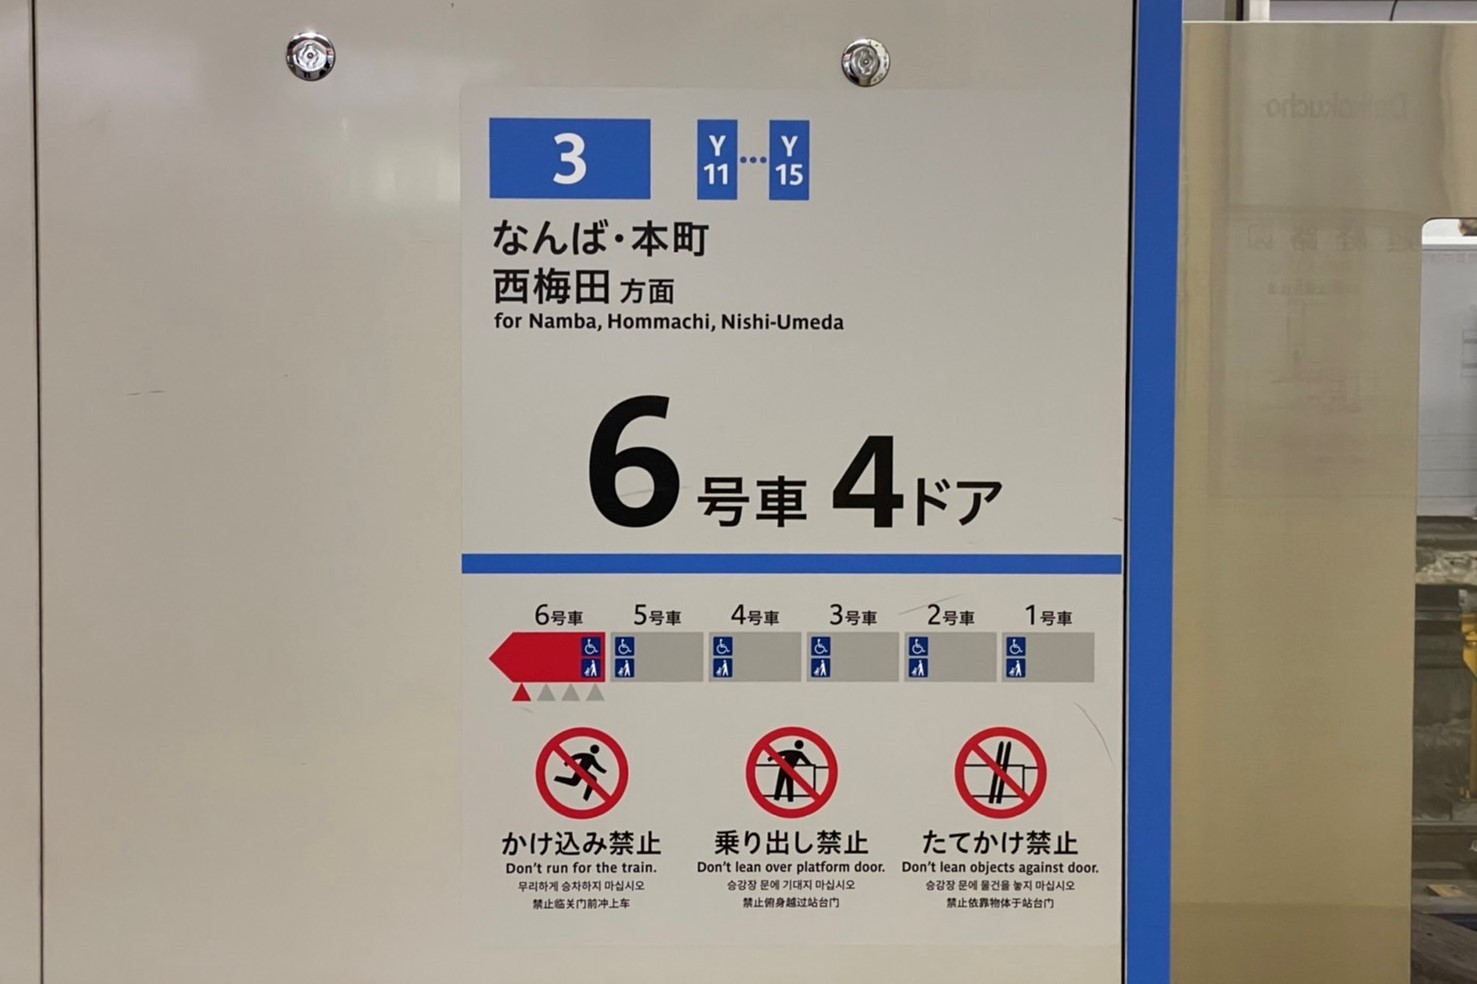 3
Y 11 ••• Y 15
なんば・本町
西梅田 方面
for Namba, Hommachi, Nishi-Umeda
6号車 4ドア
6号車 5号車 4号車 3号車 2号車 1号車
かけ込み禁止
Don't run for the train.
무리하게 승차하지 마십시오
禁止临关门前冲上车
乗り出し禁止
Don't lean over platform door.
승강장 문에 기대지 마십시오
禁止俯身越过站台门
たてかけ禁止
Don't lean objects against door.
승강장 문에 물건을 놓지 마십시오
禁止依靠物体于站台门
Daikokucho